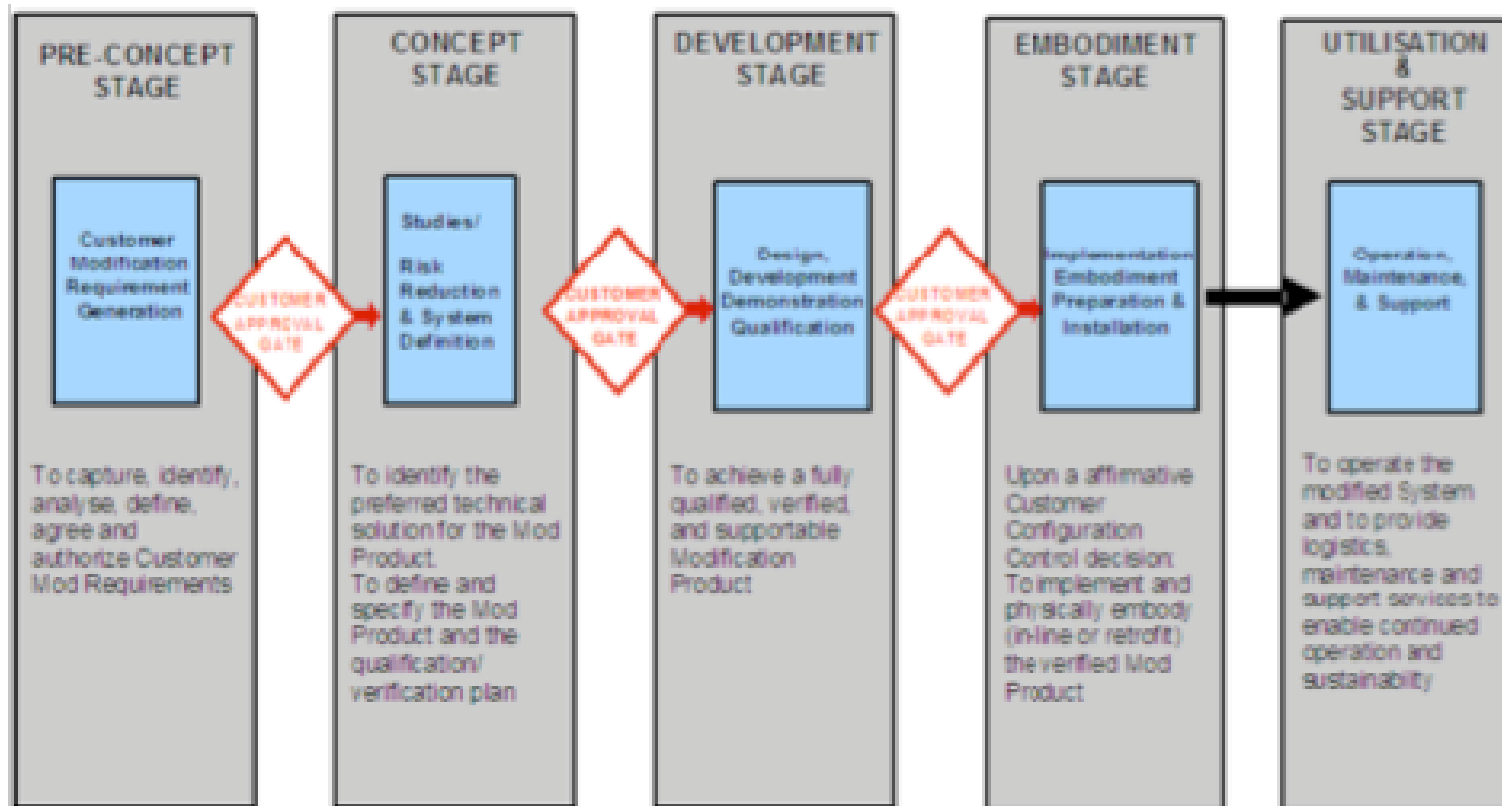 PRE-CONCEPT
STAGE
Customer
Modification
Requirement
Generation
To capture, identify,
analyse, define,
agree and
authorize Customer
Mod Requirements
CUSTOMER
APPROVAL
GATE
CONCEPT
STAGE
Studies/
Risk
Reduction
& System
Definition
To identify the
preferred technical
solution for the Mod
Product.
To define and
specify the Mod
Product and the
qualification/
verification plan
CUSTOMER
APPROVAL
GATE
DEVELOPMENT
STAGE
Design,
Development
Demonstration
Qualification
To achieve a fully
qualified, verified,
and supportable
Modification
Product
CUSTOMER
APPROVAL
GATE
EMBODIMENT
STAGE
Implementation
Embodiment
Preparation &
Installation
Upon a affirmative
Customer
Configuration
Control decision:
To implement and
physically embody
(in-line or retrofit)
the verified Mod
Product
UTILISATION
&
SUPPORT
STAGE
Operation,
Maintenance,
& Support
To operate the
modified System
and to provide
logistics,
maintenance and
support services to
enable continued
operation and
sustainability